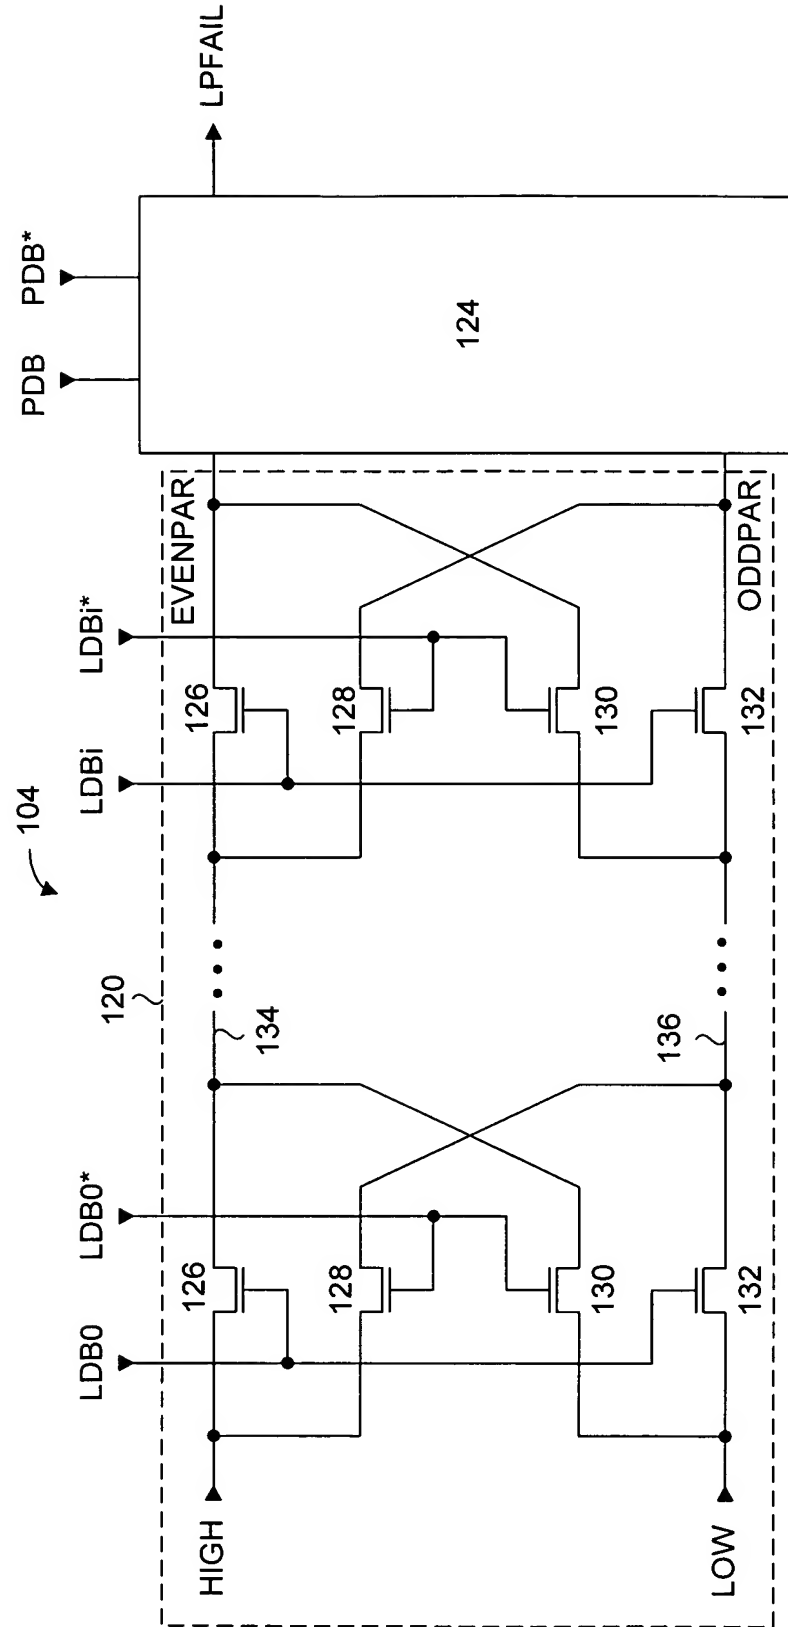 104
120
LDB0
LDB0*
LDBi
LDBi*
PDB
PDB*
HIGH
126
134
126
EVENPAR
LPFAIL
128
128
124
130
130
LOW
132
136
132
ODDPAR